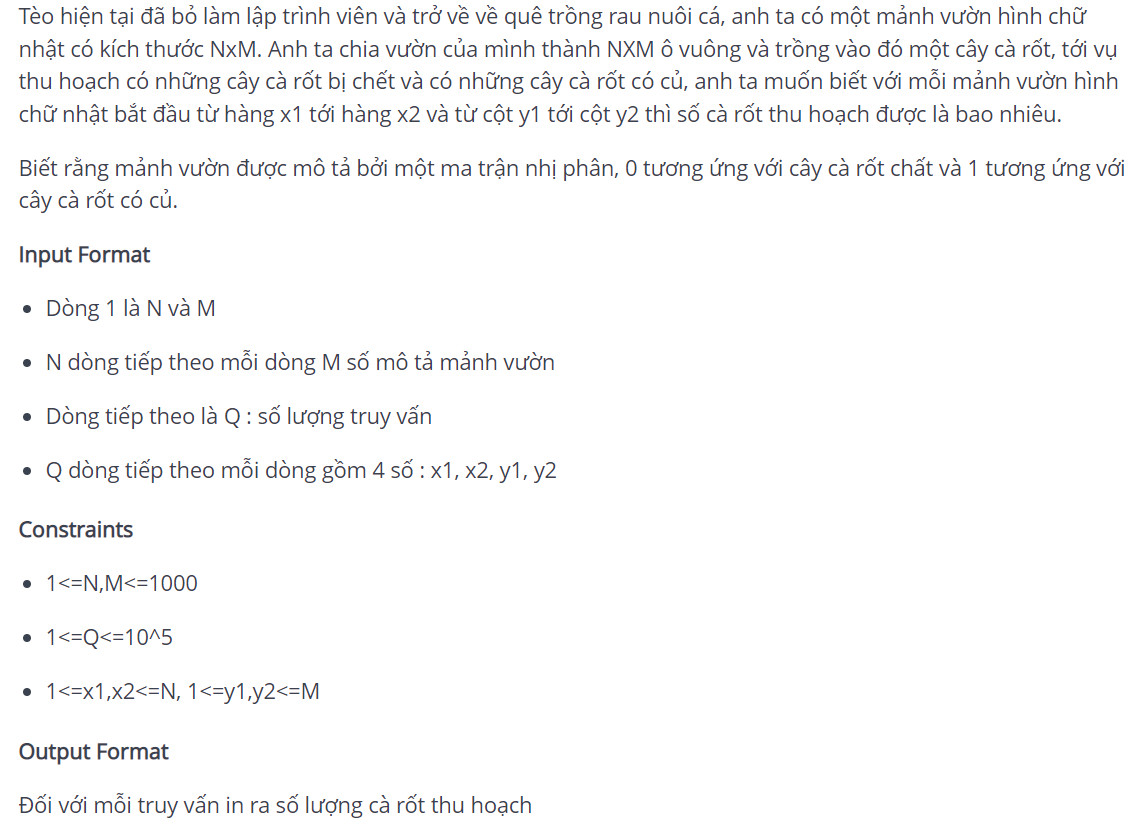 Tèo hiện tại đã bỏ làm lập trình viên và trở về về quê trồng rau nuôi cá, anh ta có một mảnh vườn hình chữ
nhật có kích thước NxM. Anh ta chia vườn của mình thành NXM ô vuông và trồng vào đó một cây cà rốt, tới vụ
thu hoạch có những cây cà rốt bị chết và có những cây cà rốt có củ, anh ta muốn biết với mỗi mảnh vườn hình
chữ nhật bắt đầu từ hàng x1 tới hàng x2 và từ cột y1 tới cột y2 thì số cà rốt thu hoạch được là bao nhiêu.
Biết rằng mảnh vườn được mô tả bởi một ma trận nhị phân, 0 tương ứng với cây cà rốt chất và 1 tương ứng với
cây cà rốt có củ.
Input Format
• Dòng 1 là N và M
• N dòng tiếp theo mỗi dòng M số mô tả mảnh vườn
• Dòng tiếp theo là Q : số lượng truy vấn
• Q dòng tiếp theo mỗi dòng gồm 4 số : x1, x2, y1, y2
Constraints
• 1<=N,M<=1000
• 1<=Q<=10^5
• 1<=x1,x2<=N, 1<=y1,y2<=M
Output Format
Đối với mỗi truy vấn in ra số lượng cà rốt thu hoạch